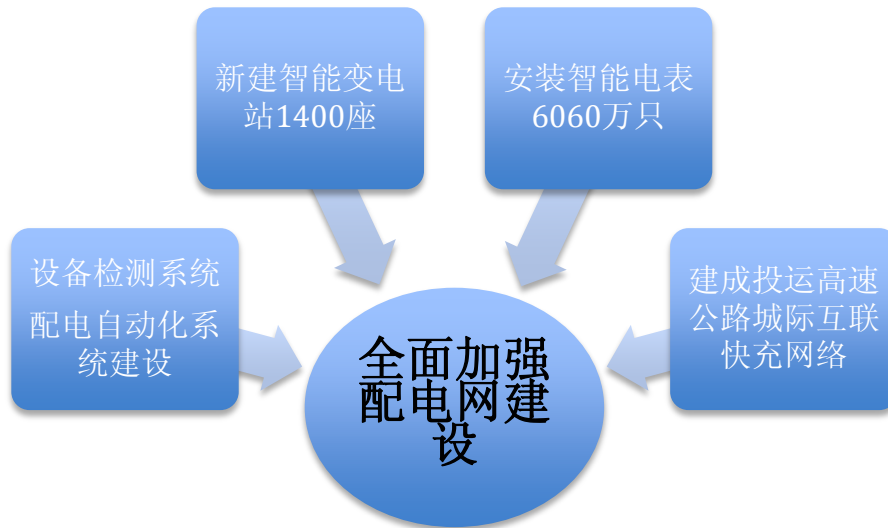 新建智能变电
站1400座
安装智能电表
6060万只
设备检测系统
配电自动化系
统建设
建成投运高速
公路城际互联
快充网络
全面加强
配电网建
设